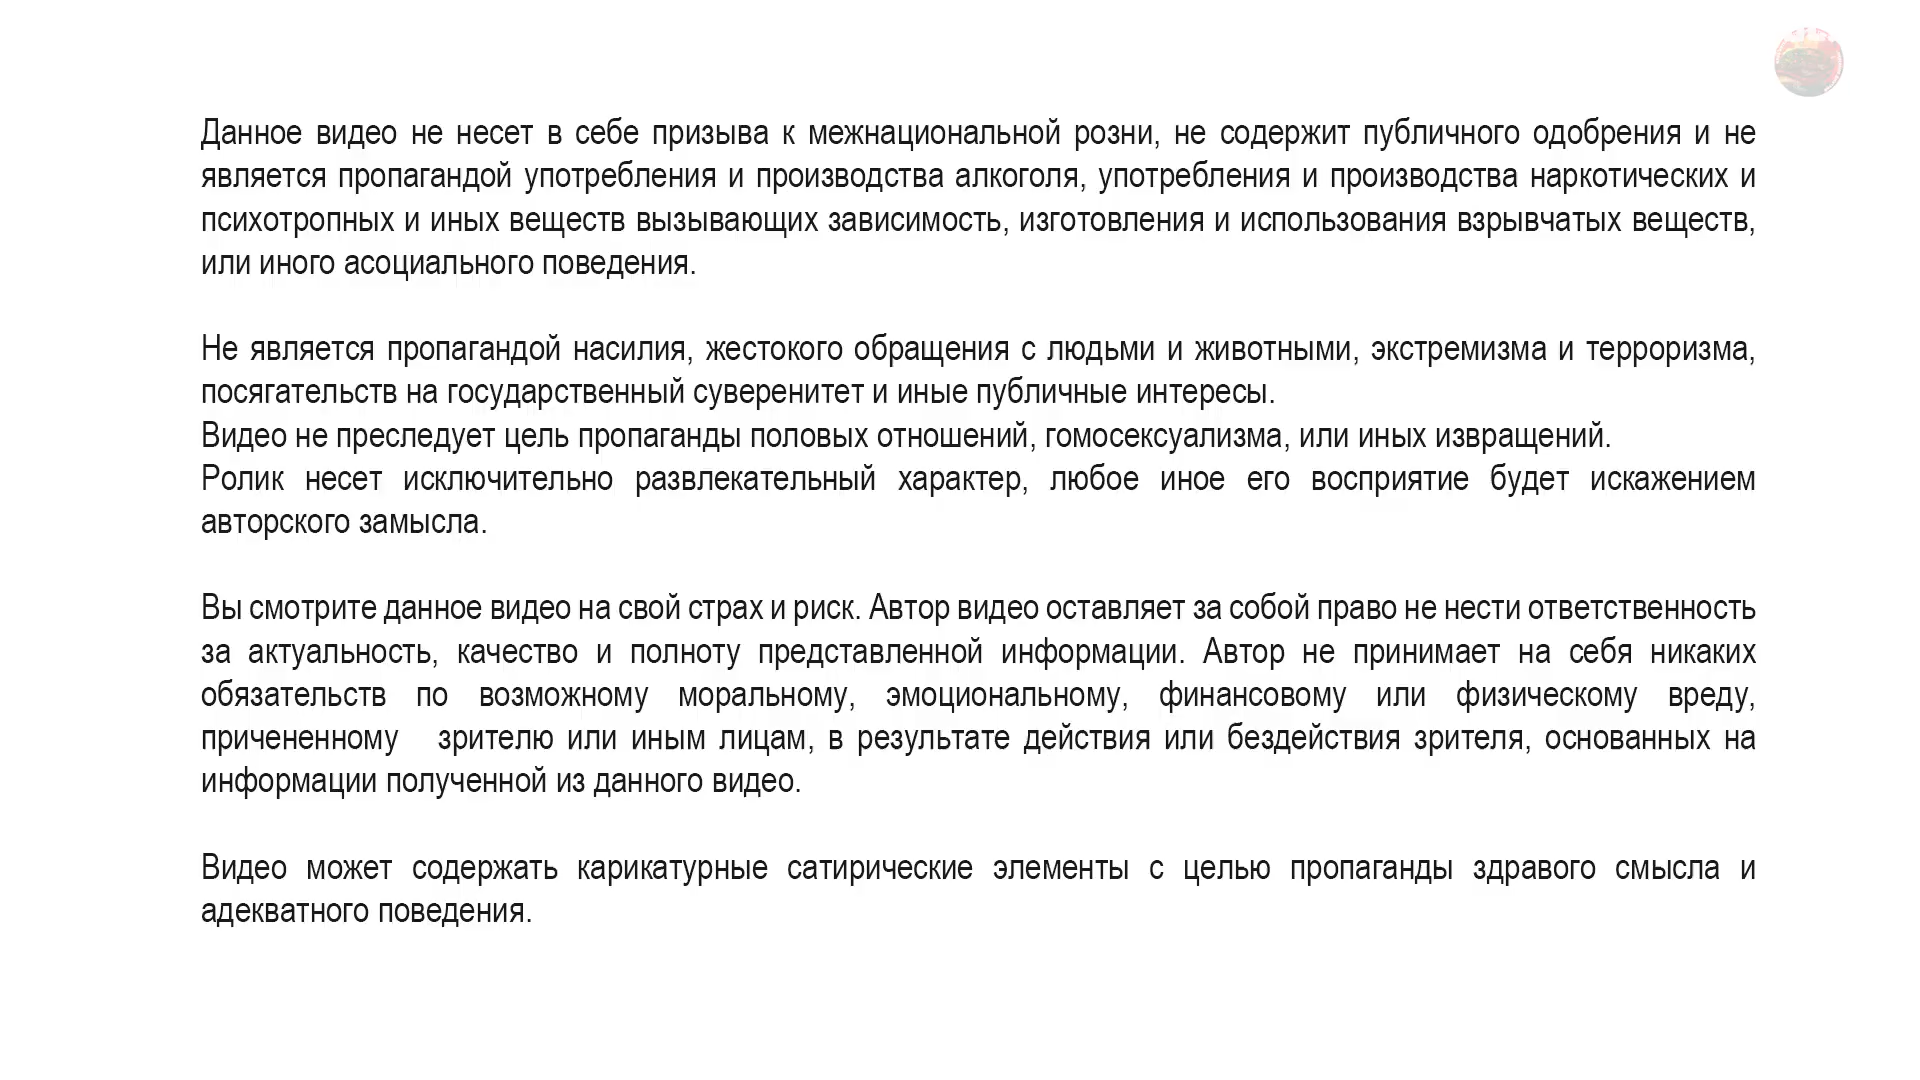 Данное видео не несет в себе призыва к межнациональной розни, не содержит публичного одобрения и не
является пропагандой употребления и производства алкоголя, употребления и производства наркотических и
психотропных и иных веществ вызывающих зависимость, изготовления и использования взрывчатых веществ,
или иного асоциального поведения.
Не является пропагандой насилия, жестокого обращения с людьми и животными, экстремизма и терроризма,
посягательств на государственный суверенитет и иные публичные интересы.
Видео не преследует цель пропаганды половых отношений, гомосексуализма, или иных извращений.
Ролик несет исключительно развлекательный характер, любое иное его восприятие будет искажением
авторского замысла.
Вы смотрите данное видео на свой страх и риск. Автор видео оставляет за собой право не нести ответственность
за актуальность, качество и полноту представленной информации. Автор не принимает на себя никаких
обязательств по возможному моральному, эмоциональному, финансовому или физическому вреду,
причененному зрителю или иным лицам, в результате действия или бездействия зрителя, основанных на
информации полученной из данного видео.
Видео может содержать карикатурные сатирические элементы с целью пропаганды здравого смысла и
адекватного поведения.